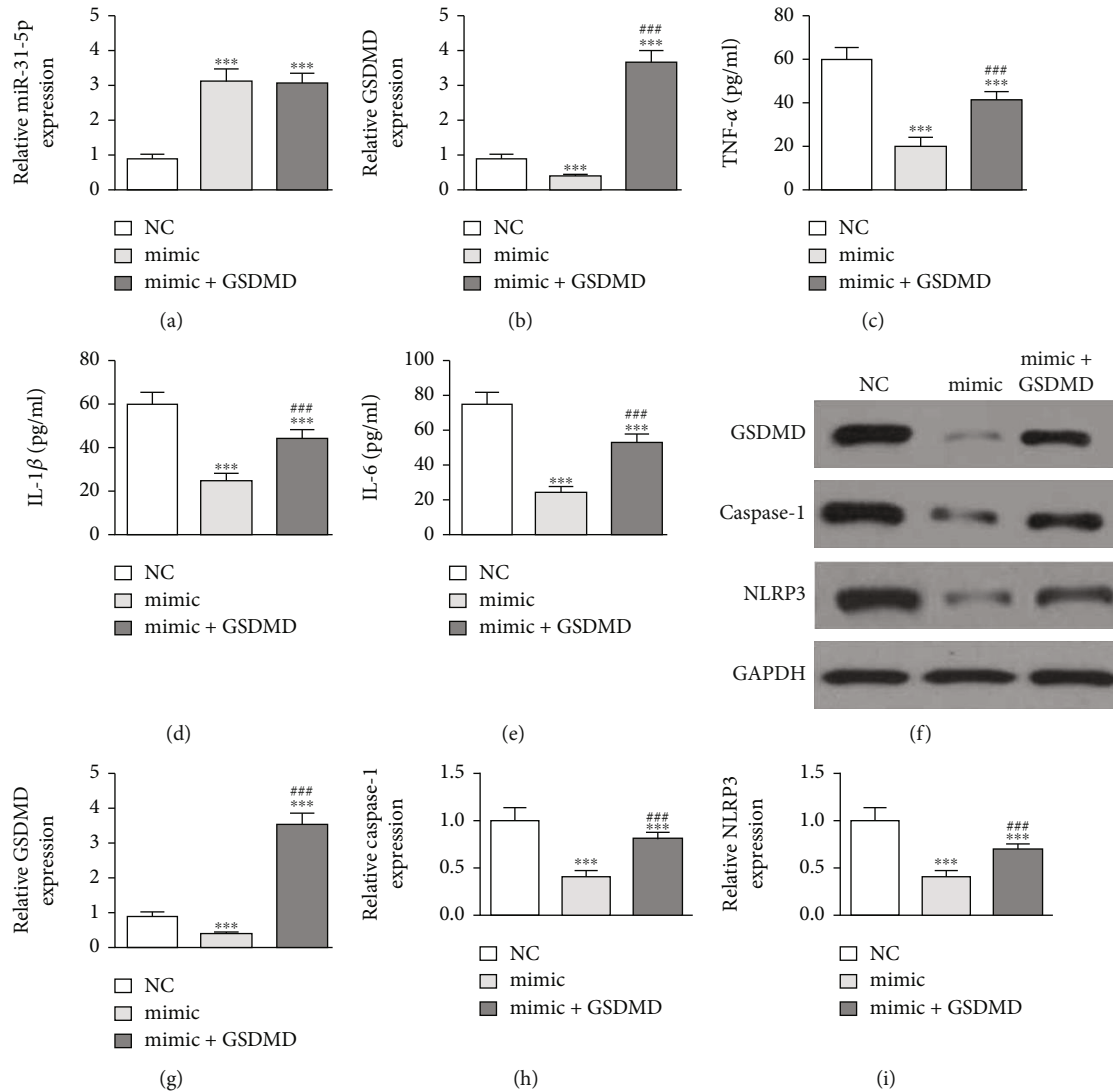 Relative miR-31-5p
expression
5
4
3
2
1
0
***
***
NC
mimic
mimic + GSDMD
(a)
Relative GSDMD
expression
5
4
3
2
1
0
***
###
***
NC
mimic
mimic + GSDMD
(b)
TNF-α (pg/ml)
80
60
40
20
0
***
###
***
NC
mimic
mimic + GSDMD
(c)
IL-1β (pg/ml)
80
60
40
20
0
***
###
***
NC
mimic
mimic + GSDMD
(d)
IL-6 (pg/ml)
100
80
60
40
20
0
***
###
***
NC
mimic
mimic + GSDMD
(e)
NC
mimic
mimic +
GSDMD
GSDMD
Caspase-1
NLRP3
GAPDH
(f)
Relative GSDMD
expression
5
4
3
2
1
0
***
###
***
NC
mimic
mimic + GSDMD
(g)
Relative caspase-1
expression
1.5
1.0
0.5
0.0
***
###
***
NC
mimic
mimic + GSDMD
(h)
Relative NLRP3
expression
1.5
1.0
0.5
0.0
***
###
***
NC
mimic
mimic + GSDMD
(i)